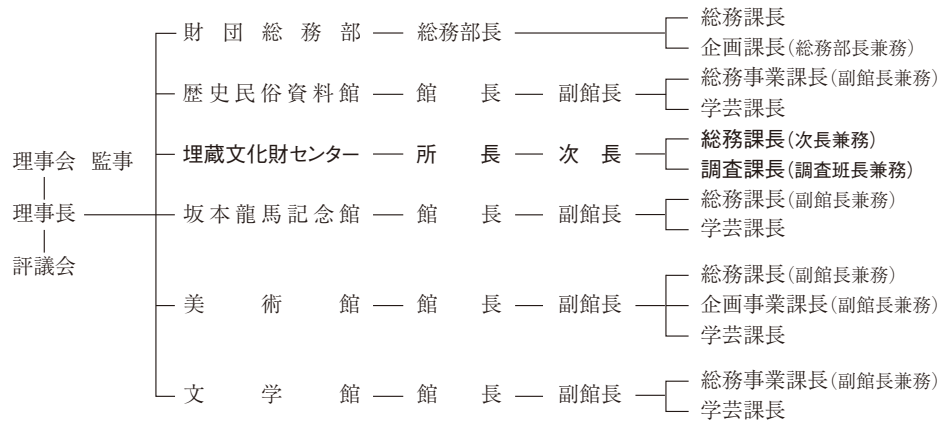 総務課長
財団総務部 総務部長
企画課長(総務部長兼務)
総務事業課長(副館長兼務)
歴史民俗資料館 館長 副館長
学芸課長
総務課長(次長兼務)
理事会 監事 埋蔵文化財センター 所長 次長
調査課長(調査班長兼務)
総務課長(副館長兼務)
理事長 坂本龍馬記念館 館長 副館長
学芸課長
評議会
総務課長(副館長兼務)
美術館 館長 副館長 企画事業課長(副館長兼務)
学芸課長
総務事業課長(副館長兼務)
文学館 館長 副館長
学芸課長